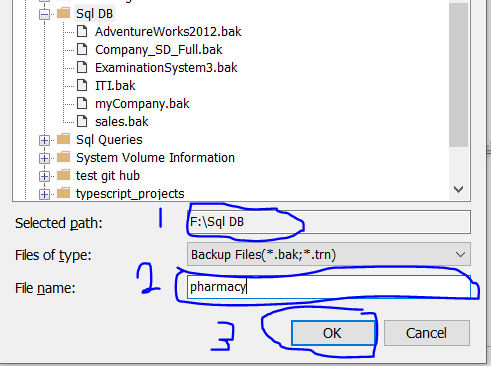 Sql DB
AdventureWorks2012.bak
Company_SD_Full.bak
ExaminationSystem3.bak
ITI.bak
myCompany.bak
sales.bak
Sql Queries
System Volume Information
test git hub
typescript_projects
Selected path: 1 F:\Sql DB
Files of type: Backup Files(*.bak;*.trn)
File name: 2 pharmacy
3 OK Cancel